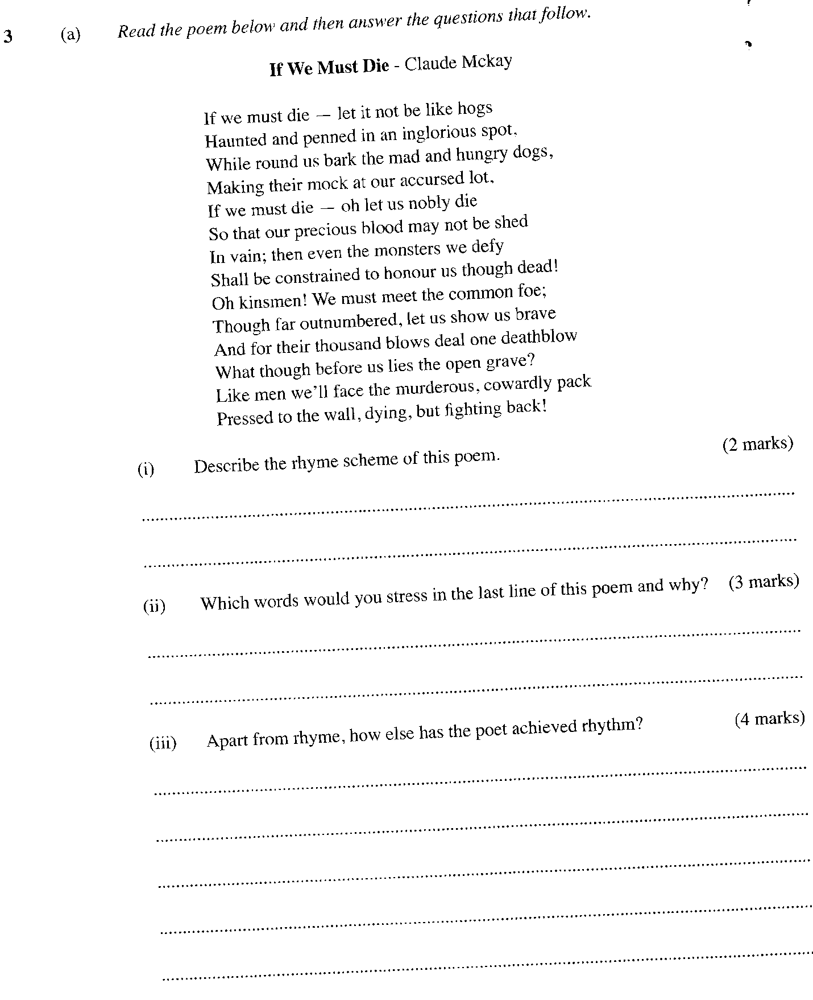 3 (a) Read the poem below and then answer the questions that follow.
If We Must Die - Claude Mckay
If we must die — let it not be like hogs
Haunted and penned in an inglorious spot,
While round us bark the mad and hungry dogs,
Making their mock at our accursed lot,
If we must die — oh let us nobly die
So that our precious blood may not be shed
In vain; then even the monsters we defy
Shall be constrained to honour us though dead!
Oh kinsmen! We must meet the common foe;
Though far outnumbered, let us show us brave
And for their thousand blows deal one deathblow
What though before us lies the open grave?
Like men we'll face the murderous, cowardly pack
Pressed to the wall, dying, but fighting back!
(i) Describe the rhyme scheme of this poem. (2 marks)
(ii) Which words would you stress in the last line of this poem and why? (3 marks)
(iii) Apart from rhyme, how else has the poet achieved rhythm? (4 marks)